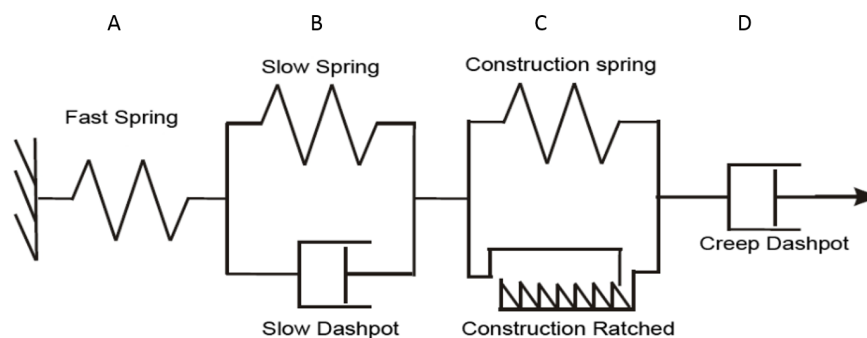 A B C D
Slow Spring
Construction spring
Fast Spring
Creep Dashpot
Slow Dashpot
Construction Ratched